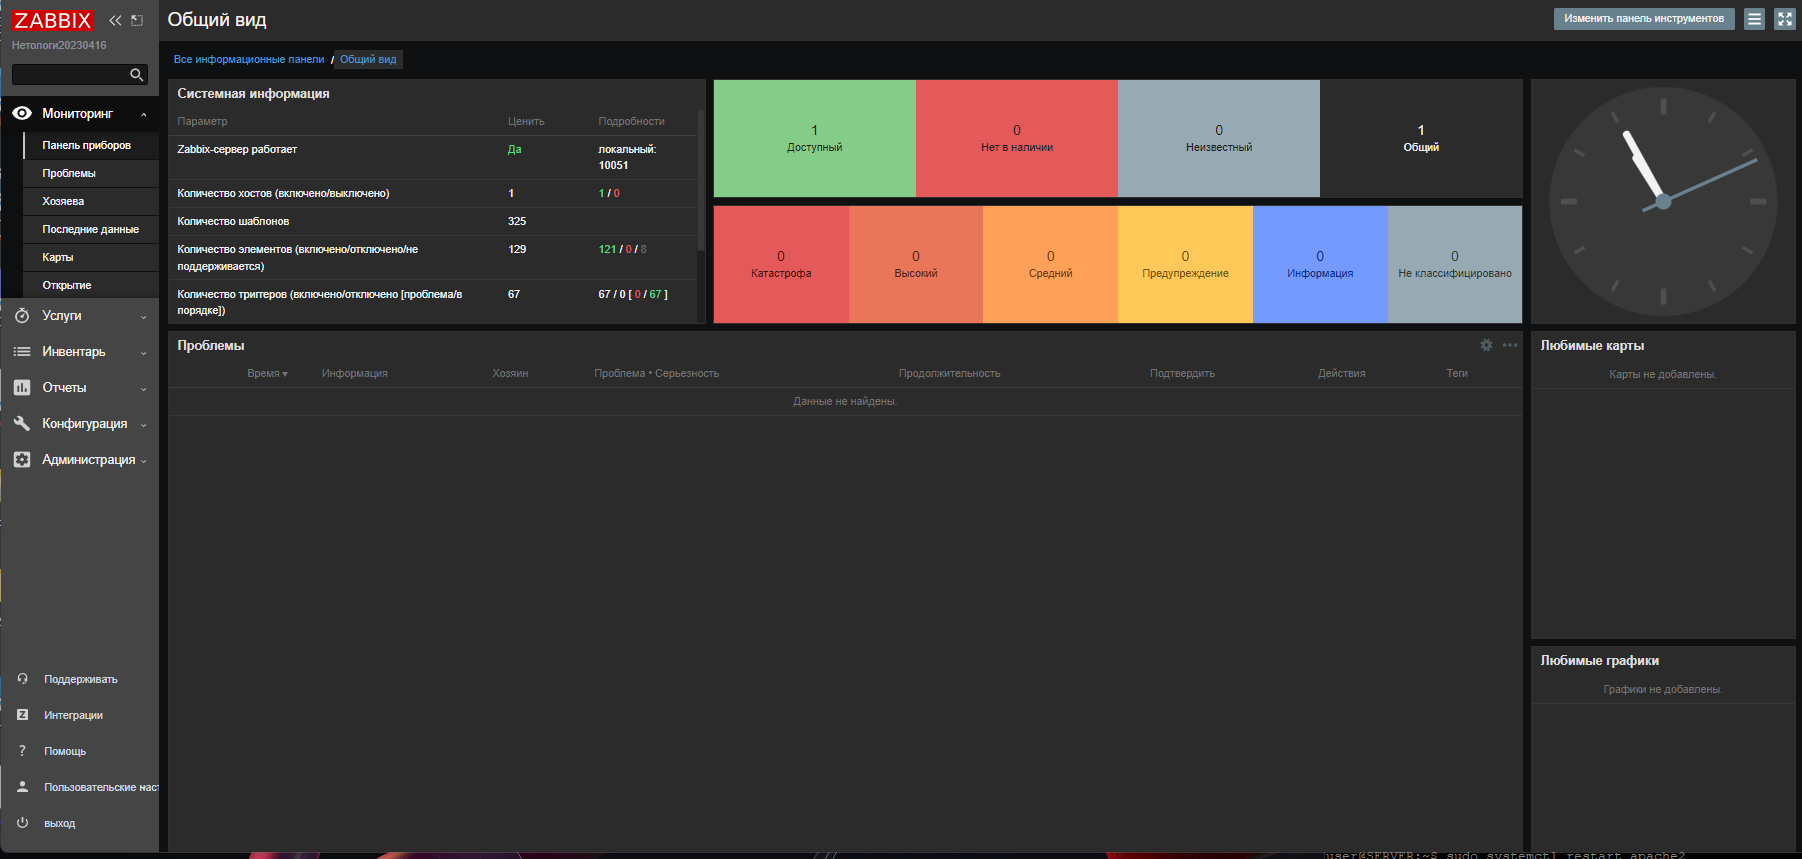 ZABBIX
Нетологи20230416
Мониторинг
Панель приборов
Проблемы
Хозяева
Последние данные
Карты
Открытие
Услуги
Инвентарь
Отчеты
Конфигурация
Администрация
Поддерживать
Интеграции
Помощь
Пользовательские наст
выход
Общий вид
Изменить панель инструментов
Все информационные панели / Общий вид
Системная информация
Параметр Ценить Подробности
Zabbix-сервер работает Да локальный:
10051
Количество хостов (включено/выключено) 1 1 / 0
Количество шаблонов 325
Количество элементов (включено/отключено/не 129 121 / 0 / 8
поддерживается)
Количество триггеров (включено/отключено [проблема/в 67 67 / 0 [ 0 / 67 ]
порядке])
1 0 0 1
Доступный Нет в наличии Неизвестный Общий
0 0 0 0 0 0
Катастрофа Высокий Средний Предупреждение Информация Не классифицировано
Проблемы
Время Информация Хозяин Проблема • Серьезность Продолжительность Подтвердить Действия Теги
Данные не найдены.
Любимые карты
Карты не добавлены.
Любимые графики
Графики не добавлены.
user@SERVER:~$ sudo systemctl restart apache2